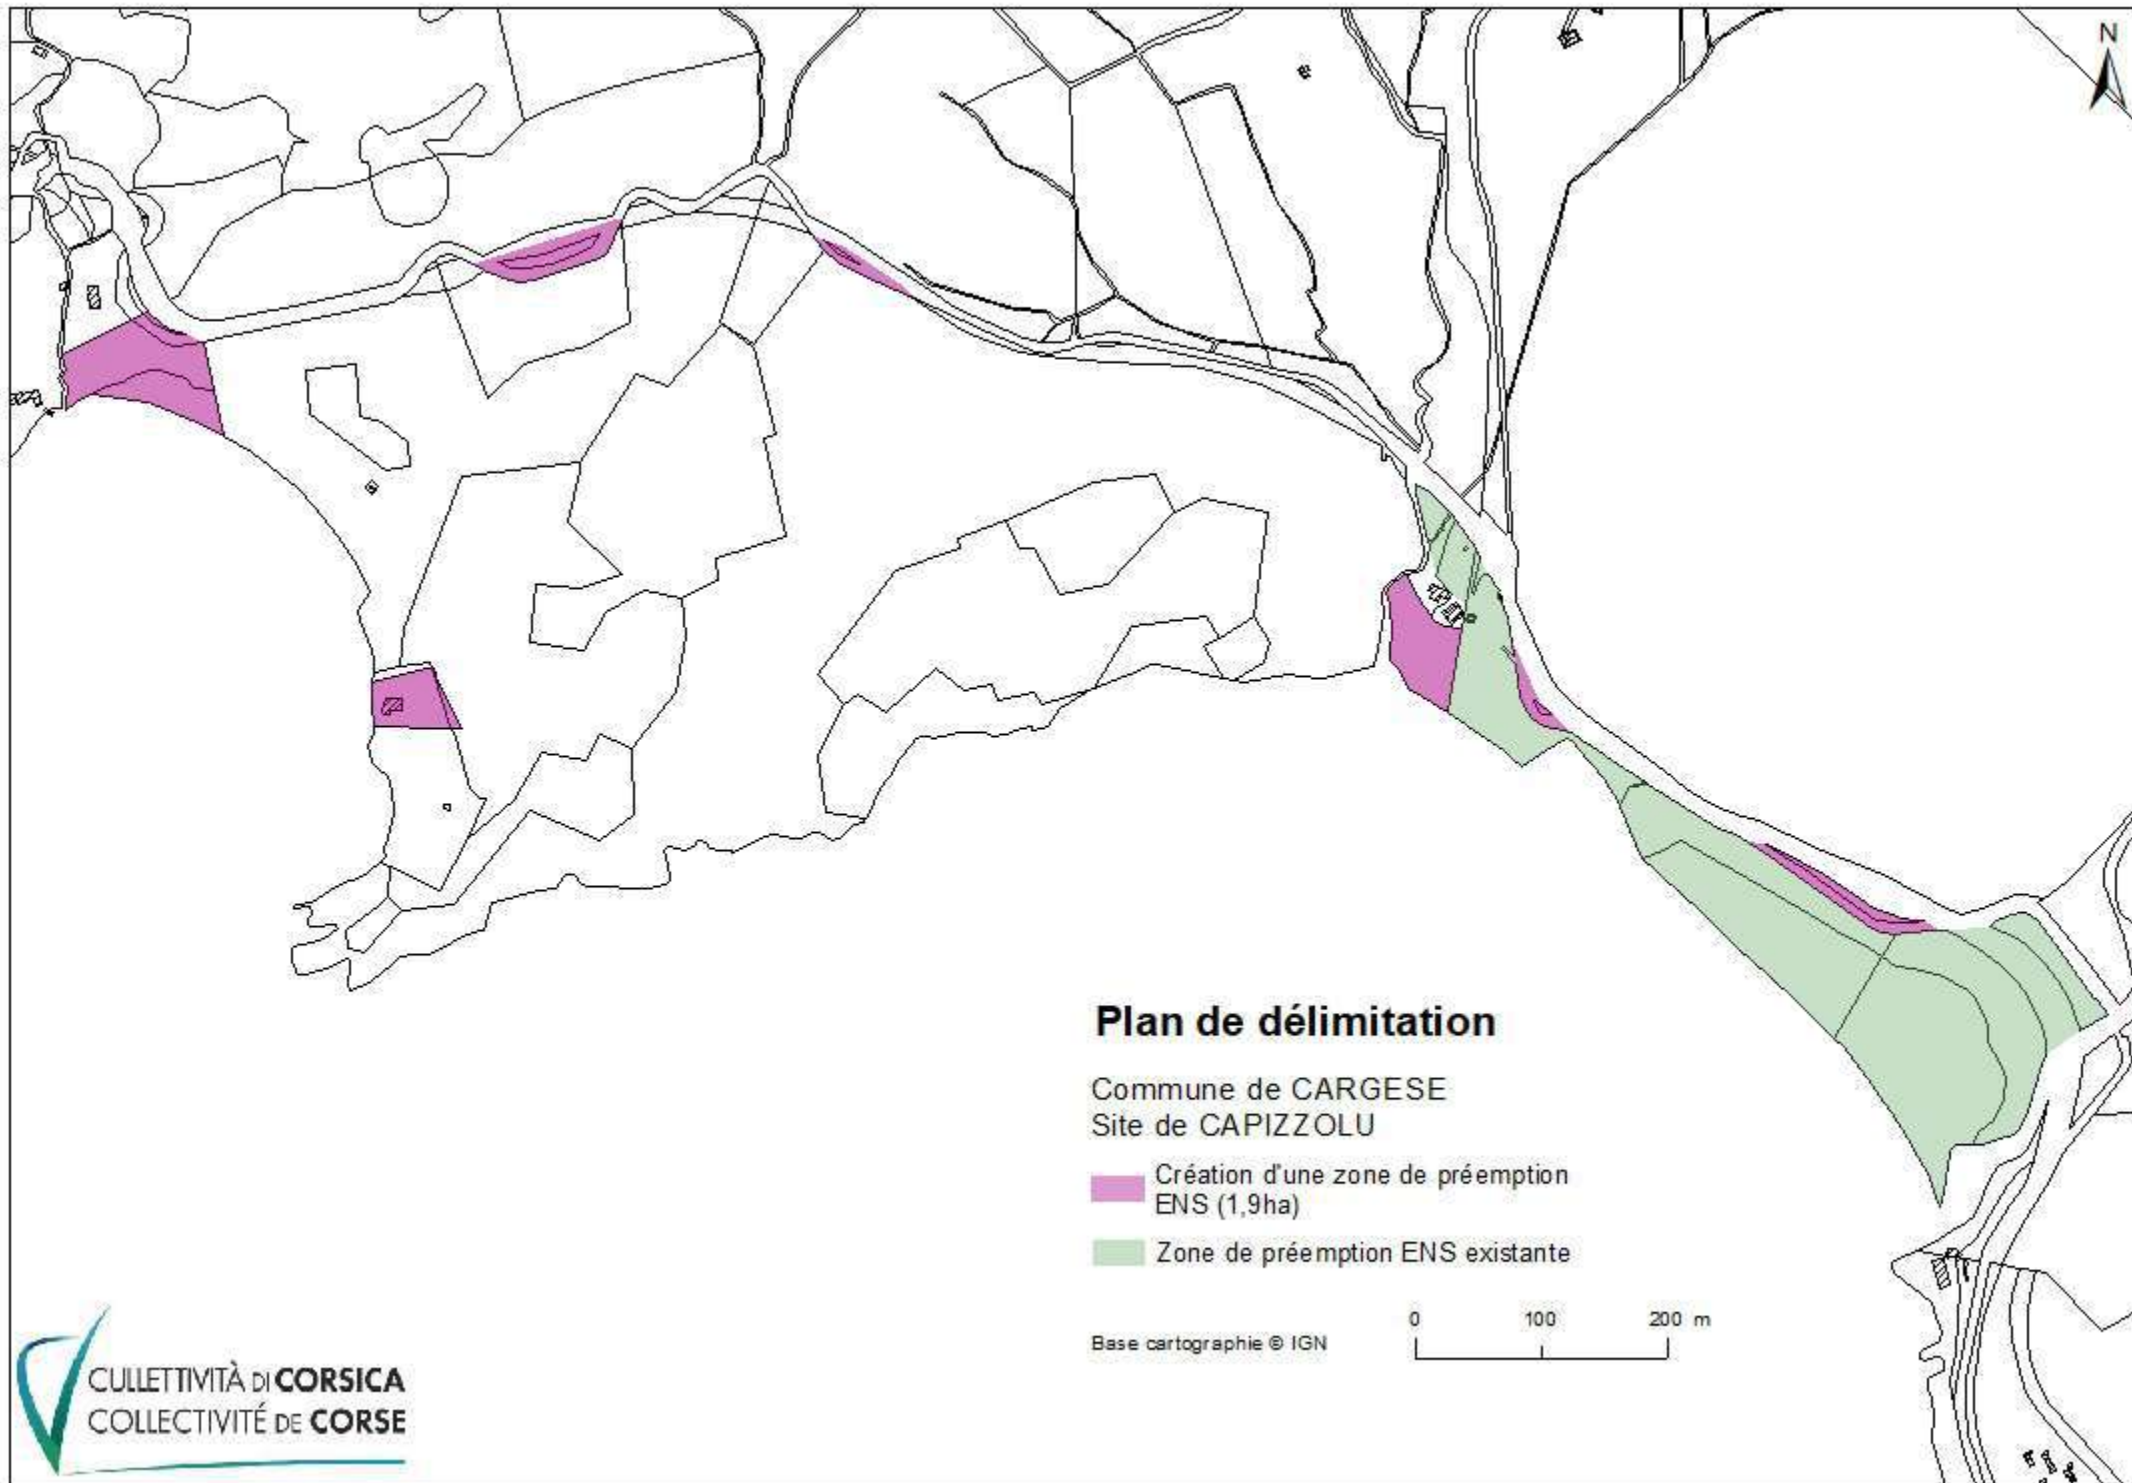 N
Plan de délimitation
Commune de CARGESE
Site de CAPIZZOLU
Création d'une zone de préemption
ENS (1,9ha)
Zone de préemption ENS existante
0 100 200 m
Base cartographie © IGN
CULLETTIVITÀ DI CORSICA
COLLECTIVITÉ DE CORSE